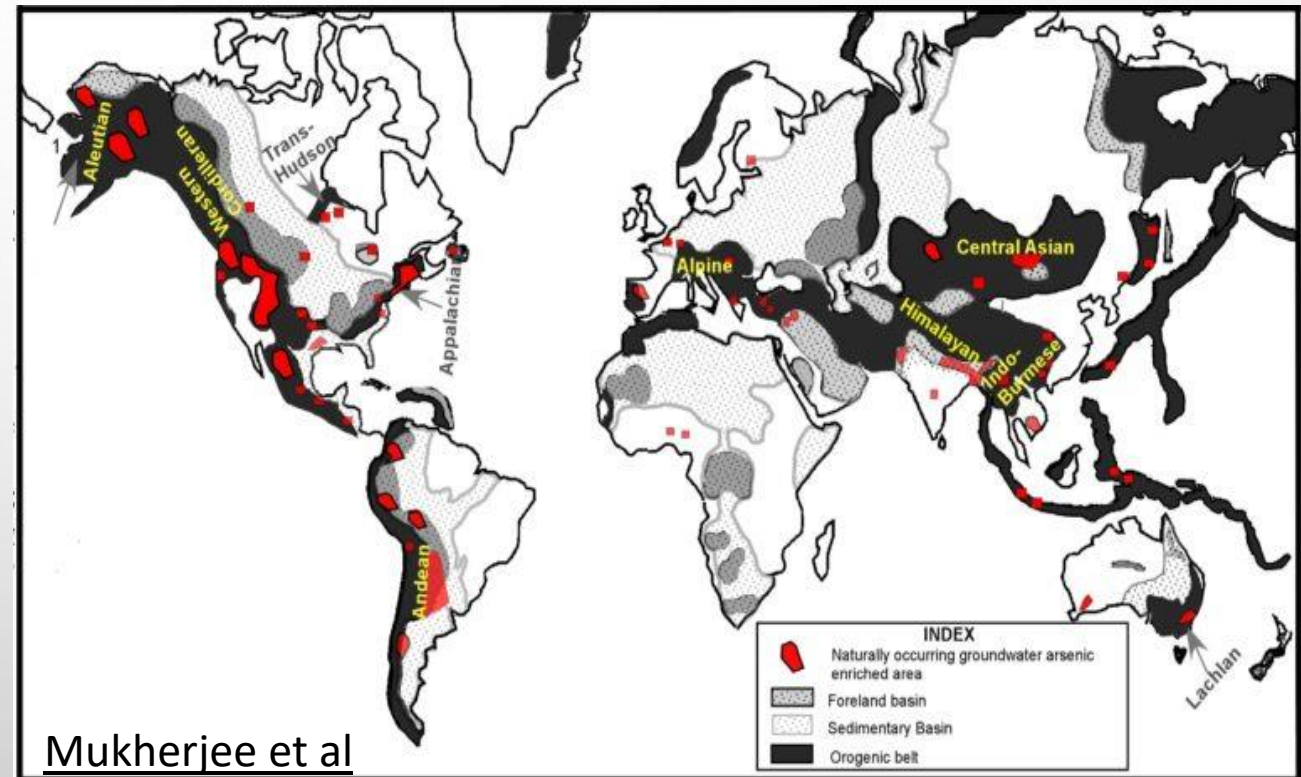 Aleutian
1
Western
Cordilleran
Trans-
Hudson
Appalachian
Andean
Alpine
Central Asian
Himalayan
Indo-
Burmese
Lachlan
INDEX
Naturally occurring groundwater arsenic
enriched area
Foreland basin
Sedimentary Basin
Orogenic belt
Mukherjee et al